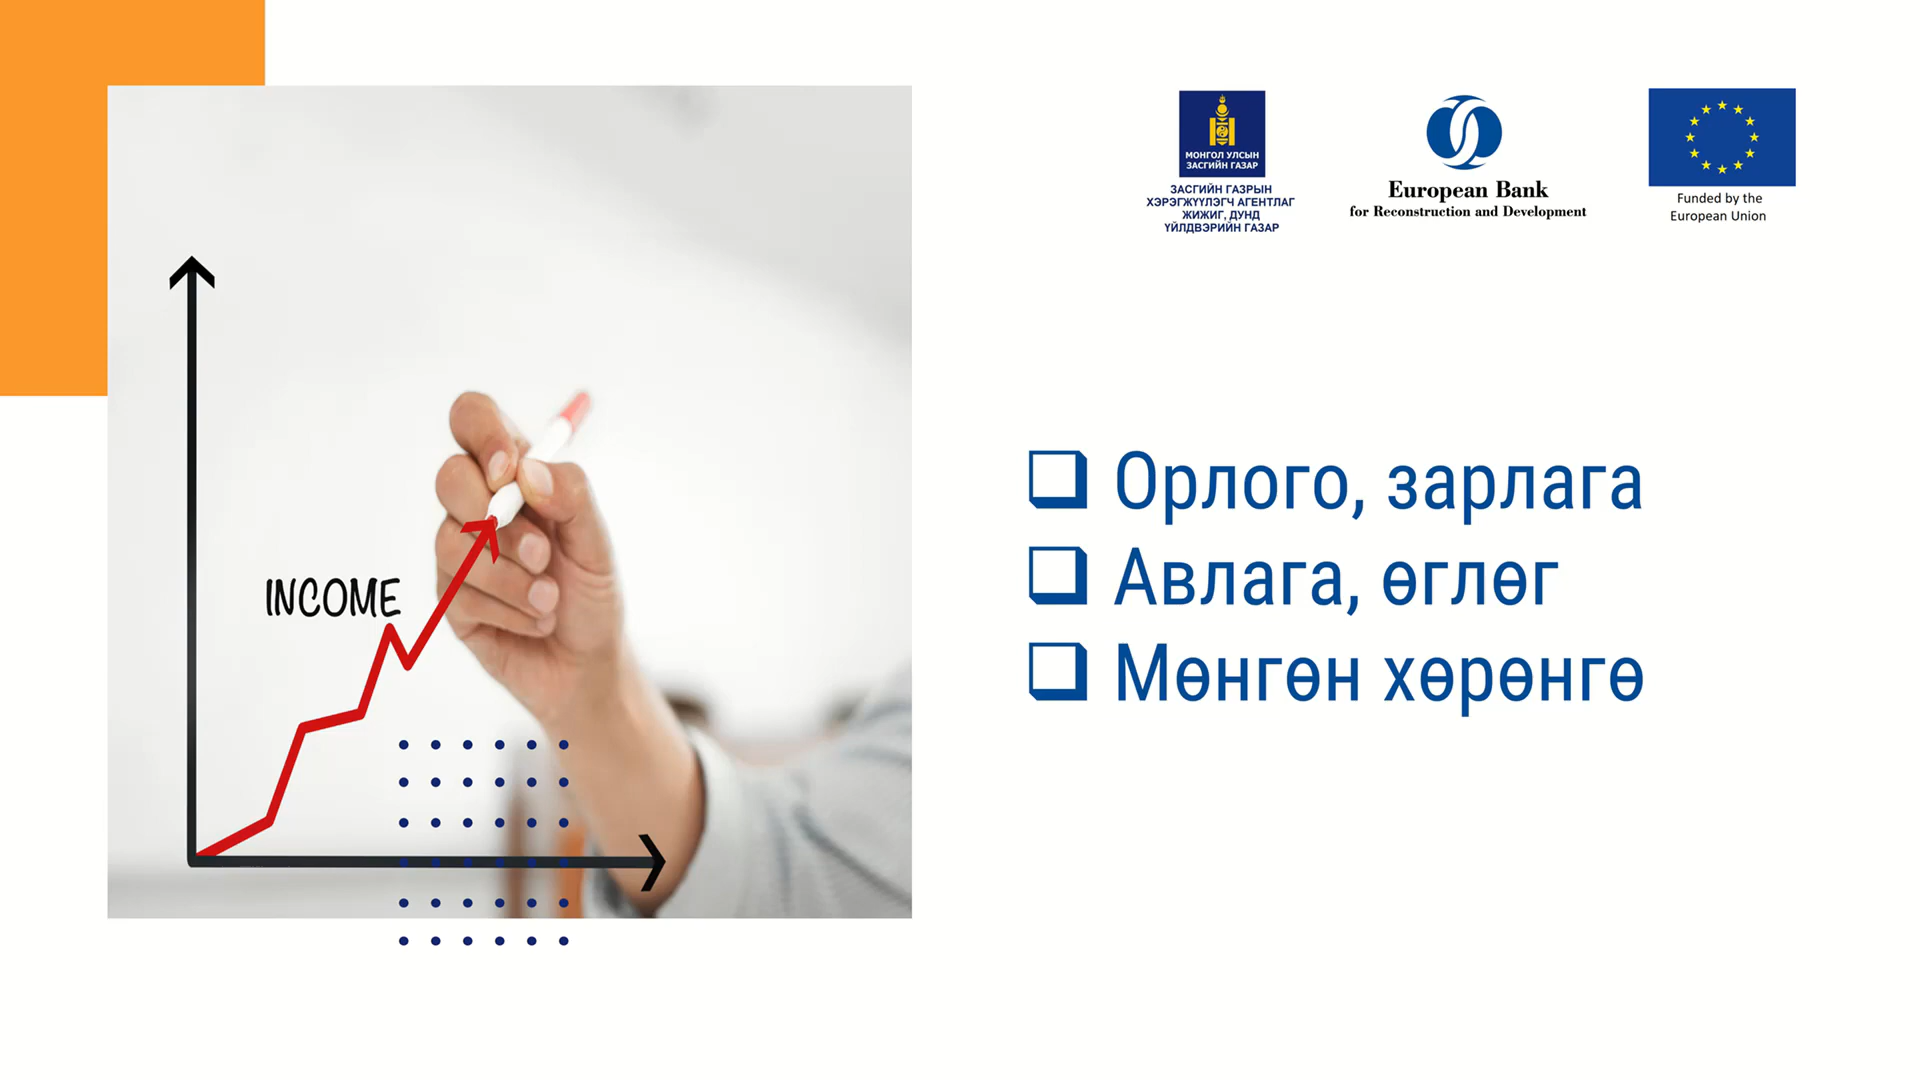 МОНГОЛ УЛСЫН
ЗАСГИЙН ГАЗАР
ЗАСГИЙН ГАЗРЫН
ХЭРЭГЖҮҮЛЭГЧ АГЕНТЛАГ
ЖИЖИГ, ДУНД
ҮЙЛДВЭРИЙН ГАЗАР
European Bank
for Reconstruction and Development
Funded by the
European Union
INCOME
Орлого, зарлага
Авлага, өглөг
Мөнгөн хөрөнгө